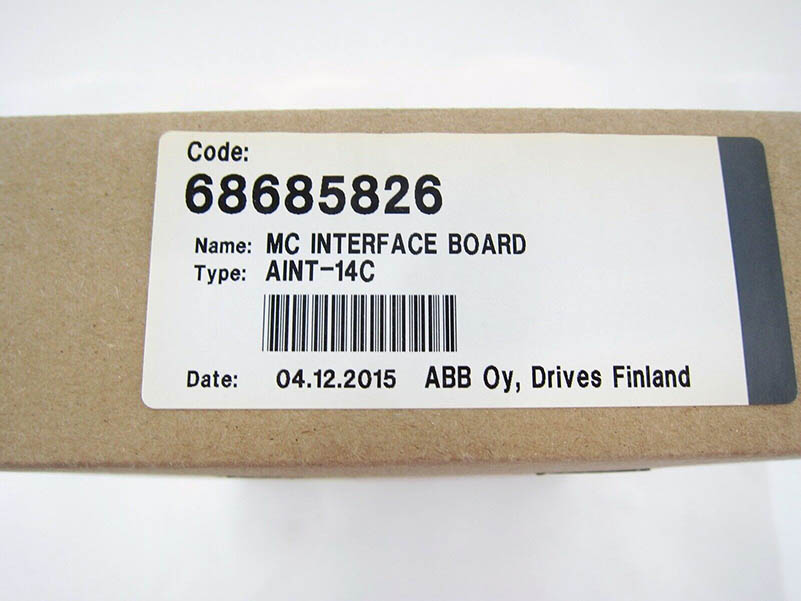 Code:
68685826
Name: MC INTERFACE BOARD
Type: AINT-14C
Date: 04.12.2015 ABB Oy, Drives Finland